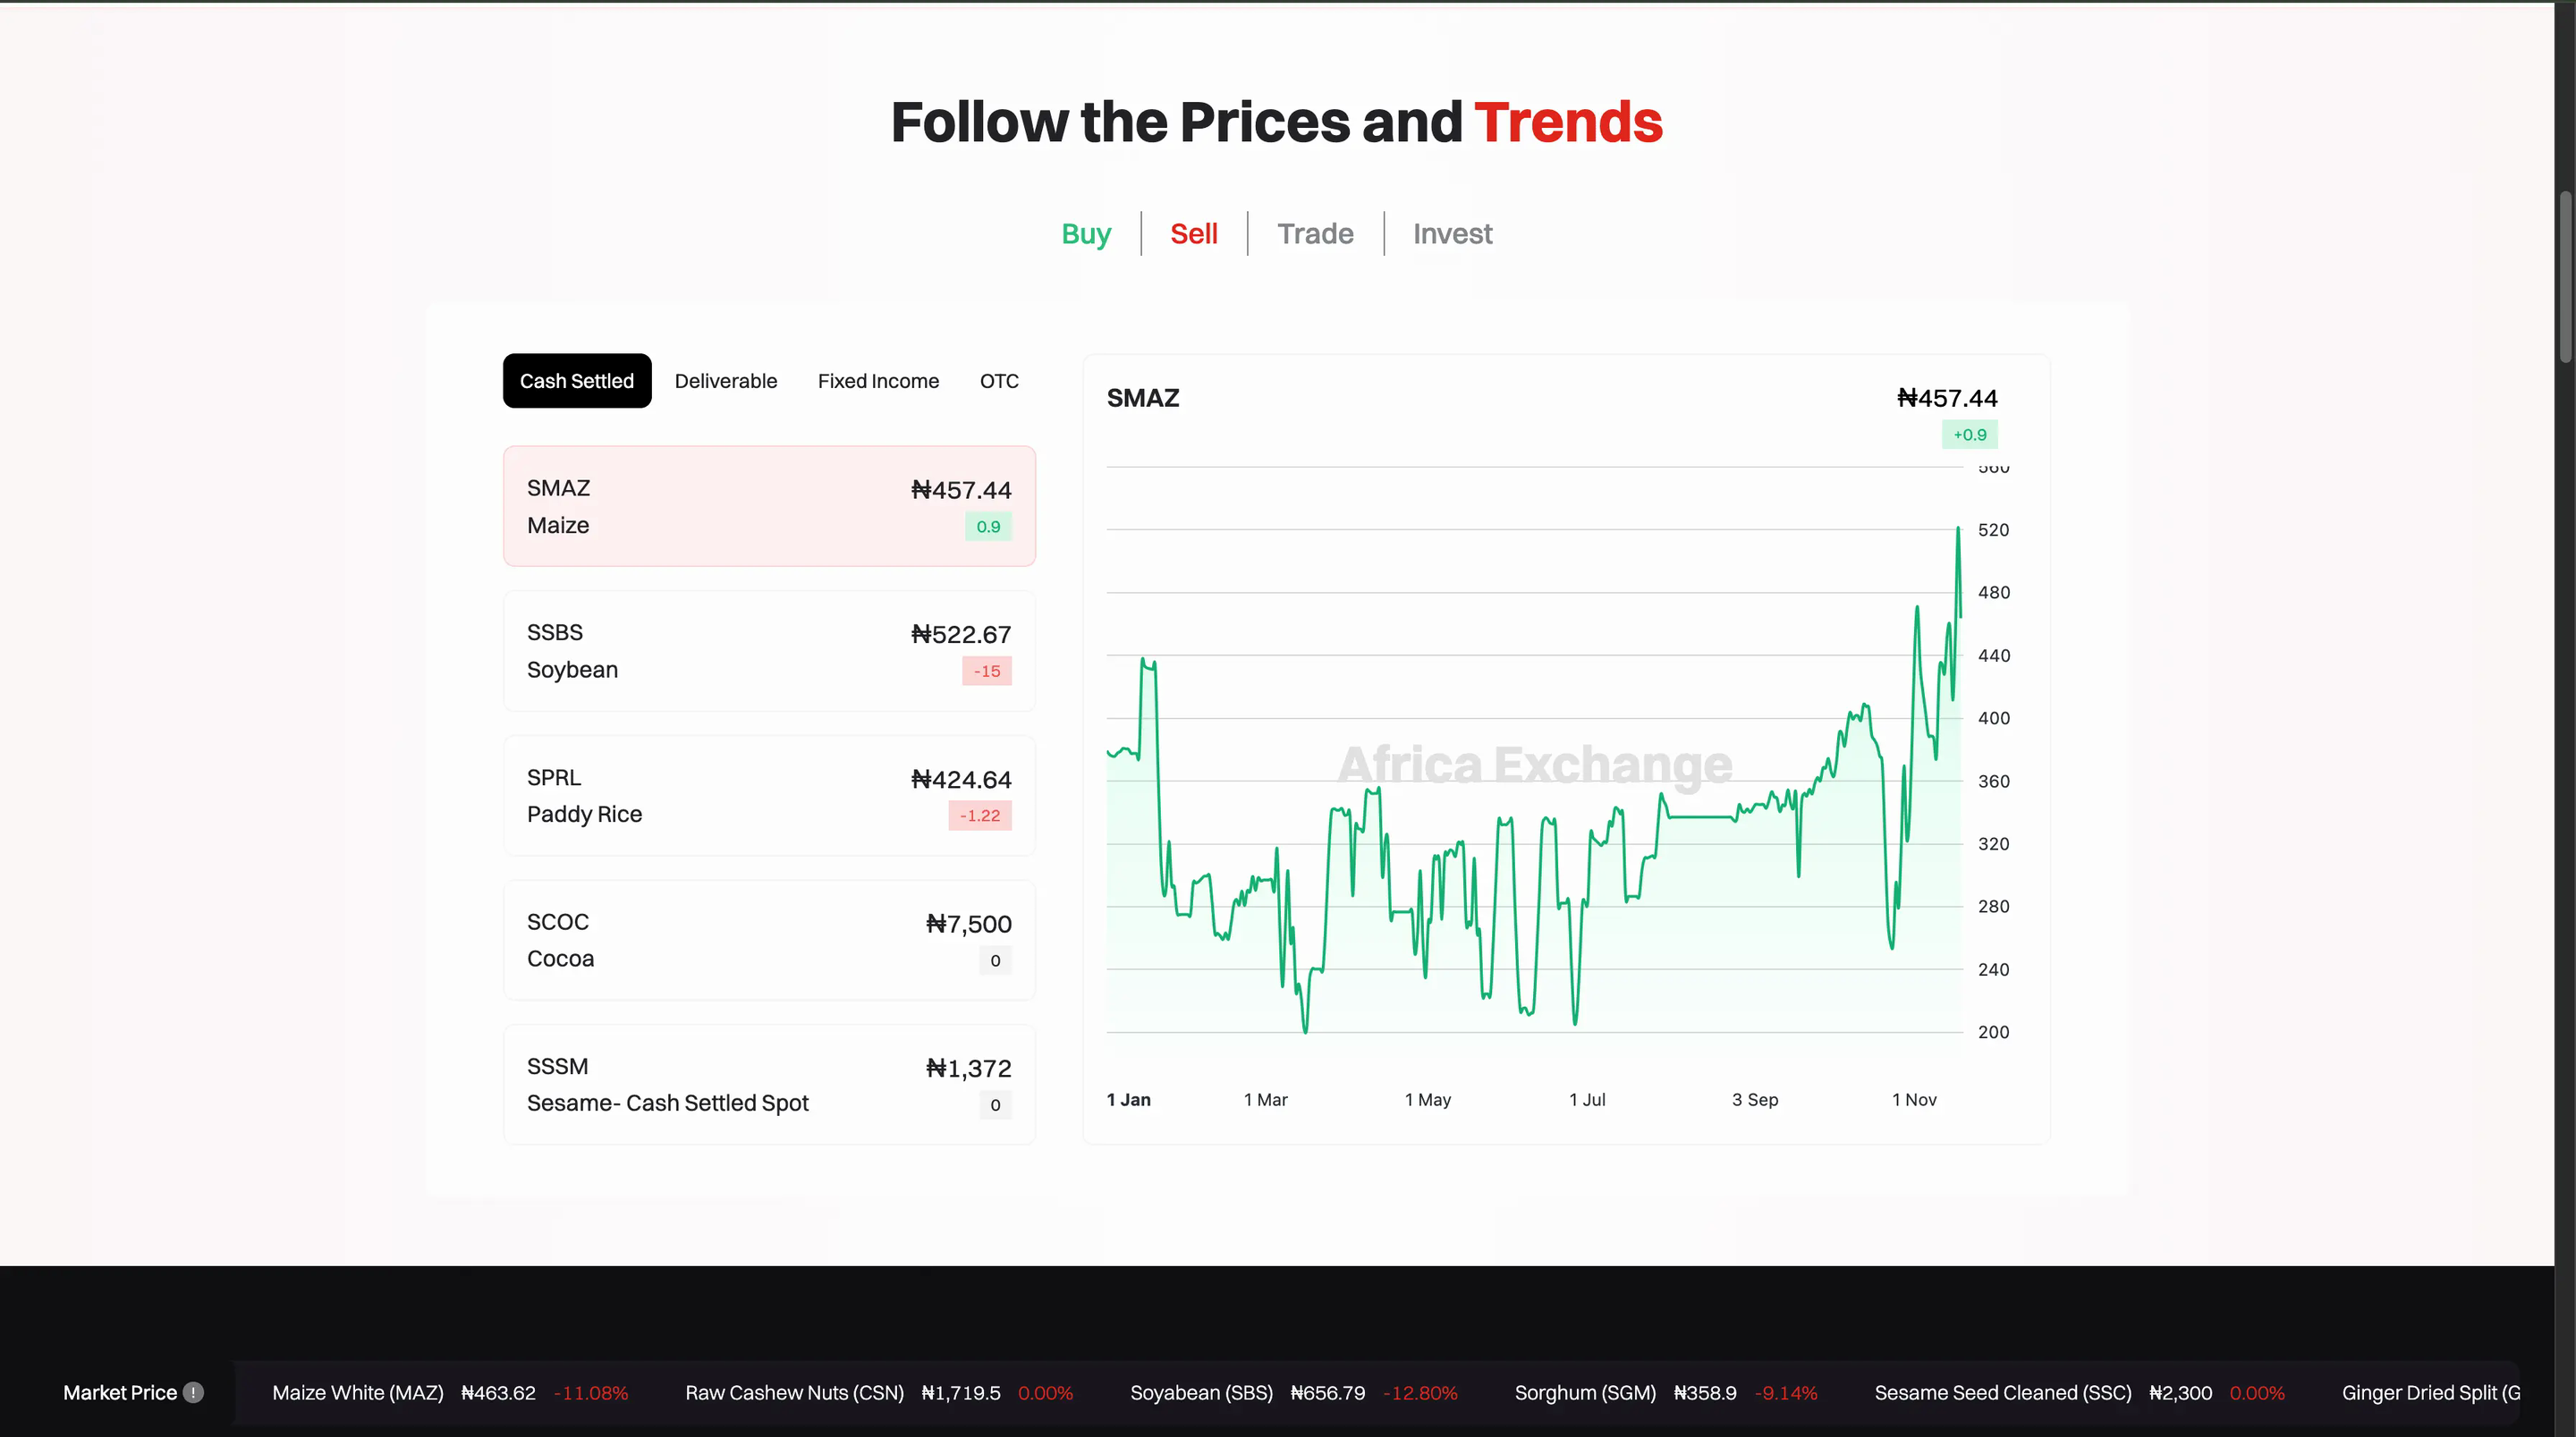 Follow the Prices and Trends
Buy
Sell
Trade
Invest
Cash Settled
Deliverable
Fixed Income
OTC
SMAZ
₦457.44
Maize
0.9
SSBS
₦522.67
Soybean
-15
SPRL
₦424.64
Paddy Rice
-1.22
SCOC
₦7,500
Cocoa
0
SSSM
₦1,372
Sesame- Cash Settled Spot
0
SMAZ
₦457.44
+0.9
560
520
480
440
400
360
320
280
240
200
Africa Exchange
1 Jan
1 Mar
1 May
1 Jul
3 Sep
1 Nov
Market Price !
Maize White (MAZ) ₦463.62 -11.08%
Raw Cashew Nuts (CSN) ₦1,719.5 0.00%
Soyabean (SBS) ₦656.79 -12.80%
Sorghum (SGM) ₦358.9 -9.14%
Sesame Seed Cleaned (SSC) ₦2,300 0.00%
Ginger Dried Split (G